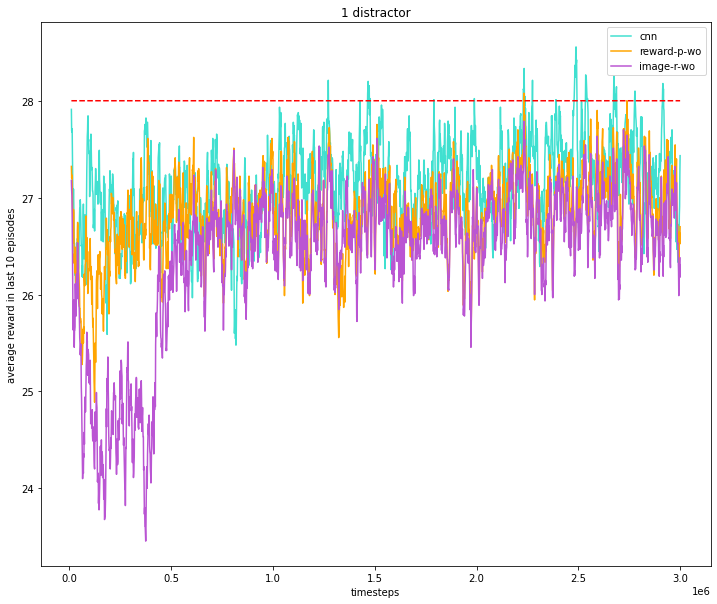 1 distractor
cnn
reward-p-wo
image-r-wo
average reward in last 10 episodes
28
27
26
25
24
0.0 0.5 1.0 1.5 2.0 2.5 3.0
1e6
timesteps